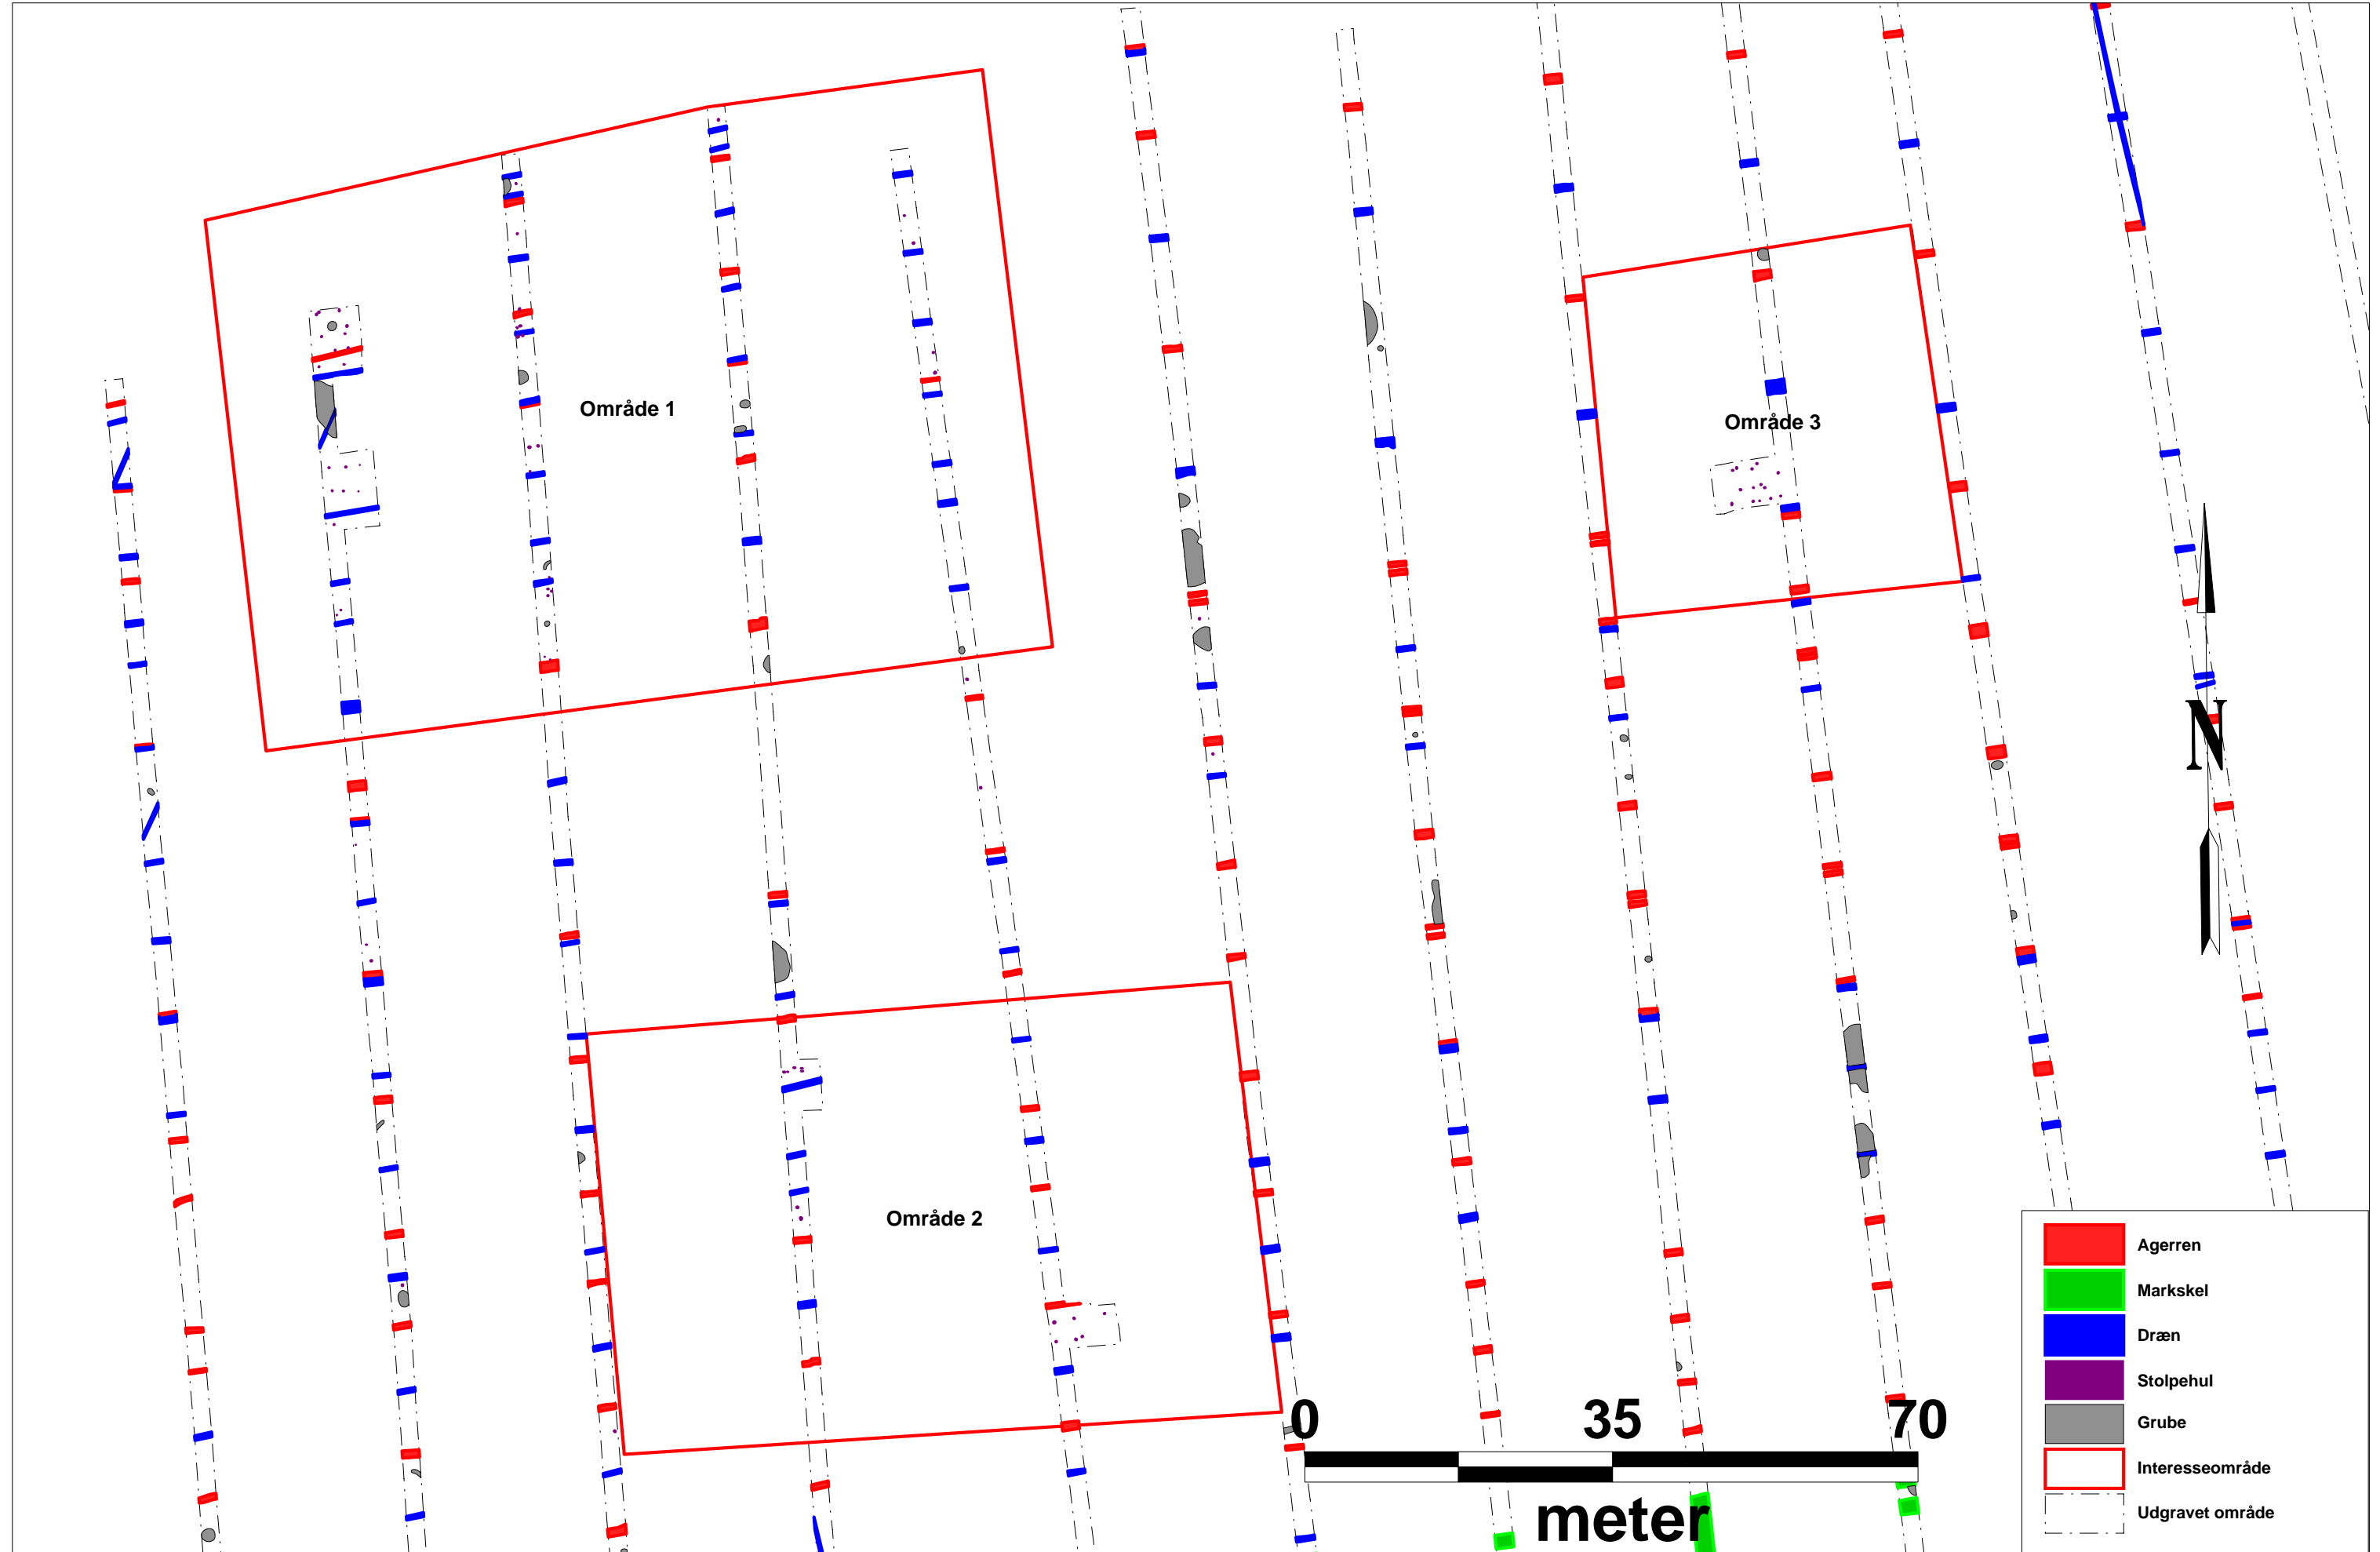 Område 1
Område 3
N
Område 2
Agerren
Markskel
Dræn
Stolpehul
Grube
Interesseområde
Udgravet område
0 35 70
meter